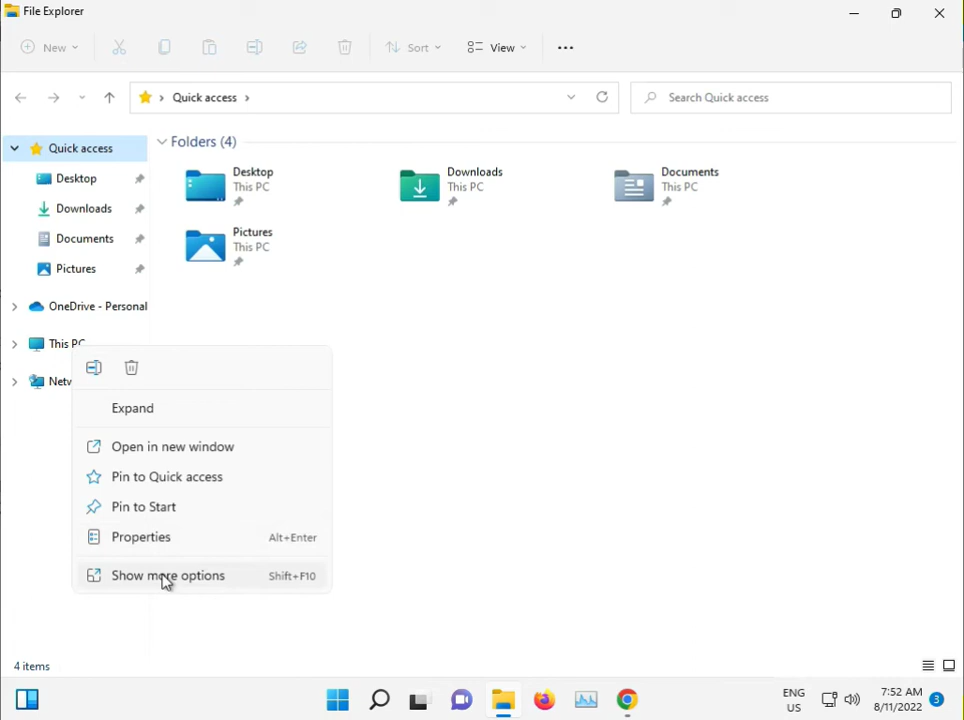 File Explorer
New
Sort
View
Quick access
Search Quick access
Quick access
Desktop
Downloads
Documents
Pictures
OneDrive - Personal
This PC
Folders (4)
Desktop
This PC
Downloads
This PC
Documents
This PC
Pictures
This PC
Expand
Open in new window
Pin to Quick access
Pin to Start
Properties Alt+Enter
Show more options Shift+F10
4 items
ENG
US
7:52 AM
8/11/2022
3